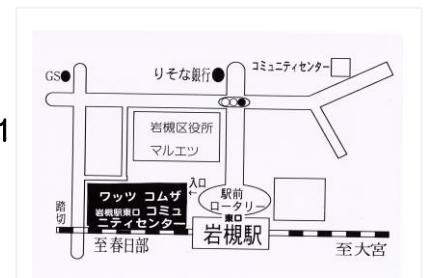 コミュニティセンター
GS
りそな銀行
1
岩槻区役所
マルエツ
入口
←
ワッツ コムザ
岩槻駅東口 コミュ
ニティセンター
駅前
ロータリー
東口
踏切
岩槻駅
至春日部
至大宮